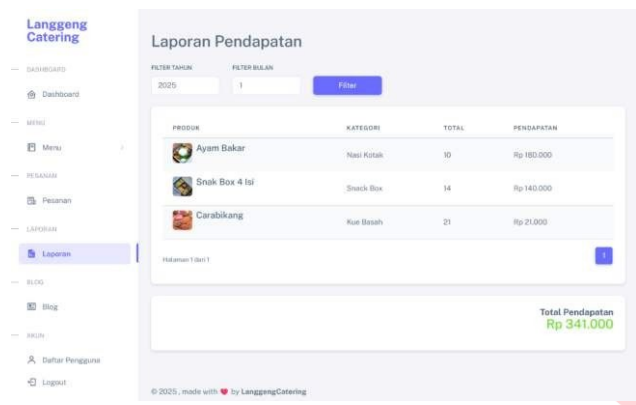 Langgeng
Catering
DASHBOARD
Dashboard
MENU
Menu
PESANAN
Pesanan
LAPORAN
Laporan
BLOG
Blog
AKUN
Daftar Pengguna
Logout
Laporan Pendapatan
FILTER TAHUN FILTER BULAN
2025 1 Filter
PRODUK KATEGORI TOTAL PENDAPATAN
Ayam Bakar Nasi Kotak 10 Rp 180.000
Snak Box 4 Isi Snack Box 14 Rp 140.000
Carabikang Kue Basah 21 Rp 21.000
Halaman 1 dari 1 1
Total Pendapatan
Rp 341.000
© 2025 , made with ❤ by LanggengCatering